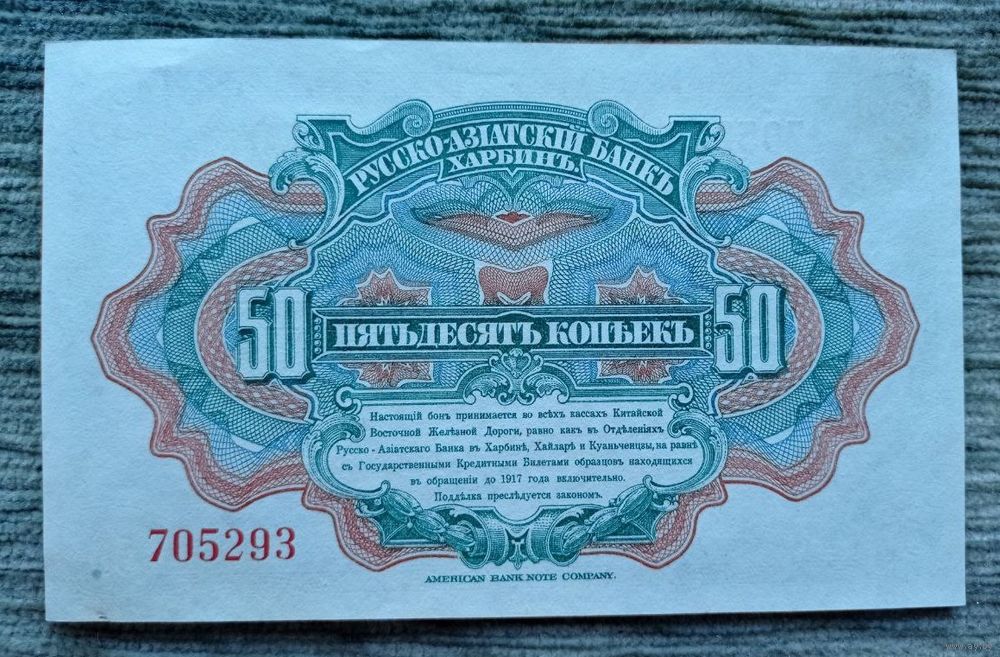 РУССКО-АЗІАТСКІЙ БАНКЪ
ХАРБИНЪ.
50 ПЯТЬДЕСЯТЪ КОПѢЕКЪ 50
Настоящій бонъ принимается во всѣхъ кассахъ Китайской
Восточной Желѣзной Дороги, равно какъ въ Отдѣленіяхъ
Русско - Азіатскаго Банка въ Харбинѣ, Хайларѣ и Куаньченцзы, на равнѣ
съ Государственными Кредитными Билетами образцовъ находящихся
въ обращеніи до 1917 года включительно.
Поддѣлка преслѣдуется закономъ.
705293
AMERICAN BANK NOTE COMPANY.